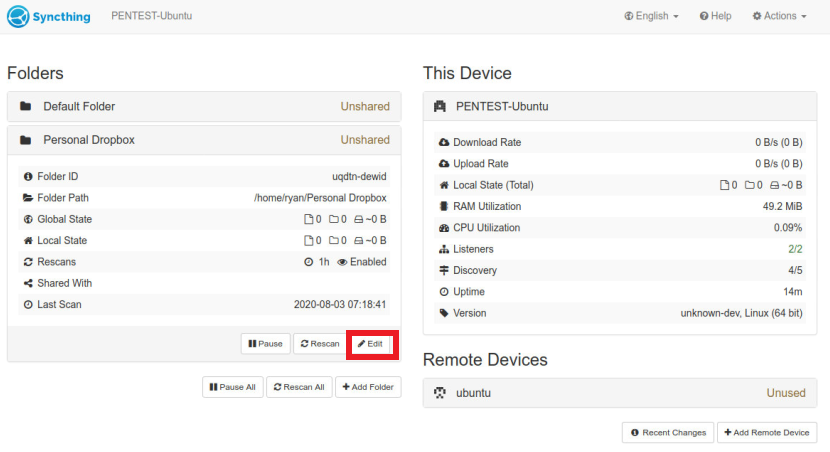 Syncthing PENTEST-Ubuntu English Help Actions
Folders
Default Folder Unshared
Personal Dropbox Unshared
Folder ID uqdtn-dewid
Folder Path /home/ryan/Personal Dropbox
Global State 0 0 ~0 B
Local State 0 0 ~0 B
Rescans 1h Enabled
Shared With
Last Scan 2020-08-03 07:18:41
Pause Rescan Edit
Pause All Rescan All Add Folder
This Device
PENTEST-Ubuntu
Download Rate 0 B/s (0 B)
Upload Rate 0 B/s (0 B)
Local State (Total) 0 0 ~0 B
RAM Utilization 49.2 MiB
CPU Utilization 0.09%
Listeners 2/2
Discovery 4/5
Uptime 14m
Version unknown-dev, Linux (64 bit)
Remote Devices
ubuntu Unused
Recent Changes Add Remote Device